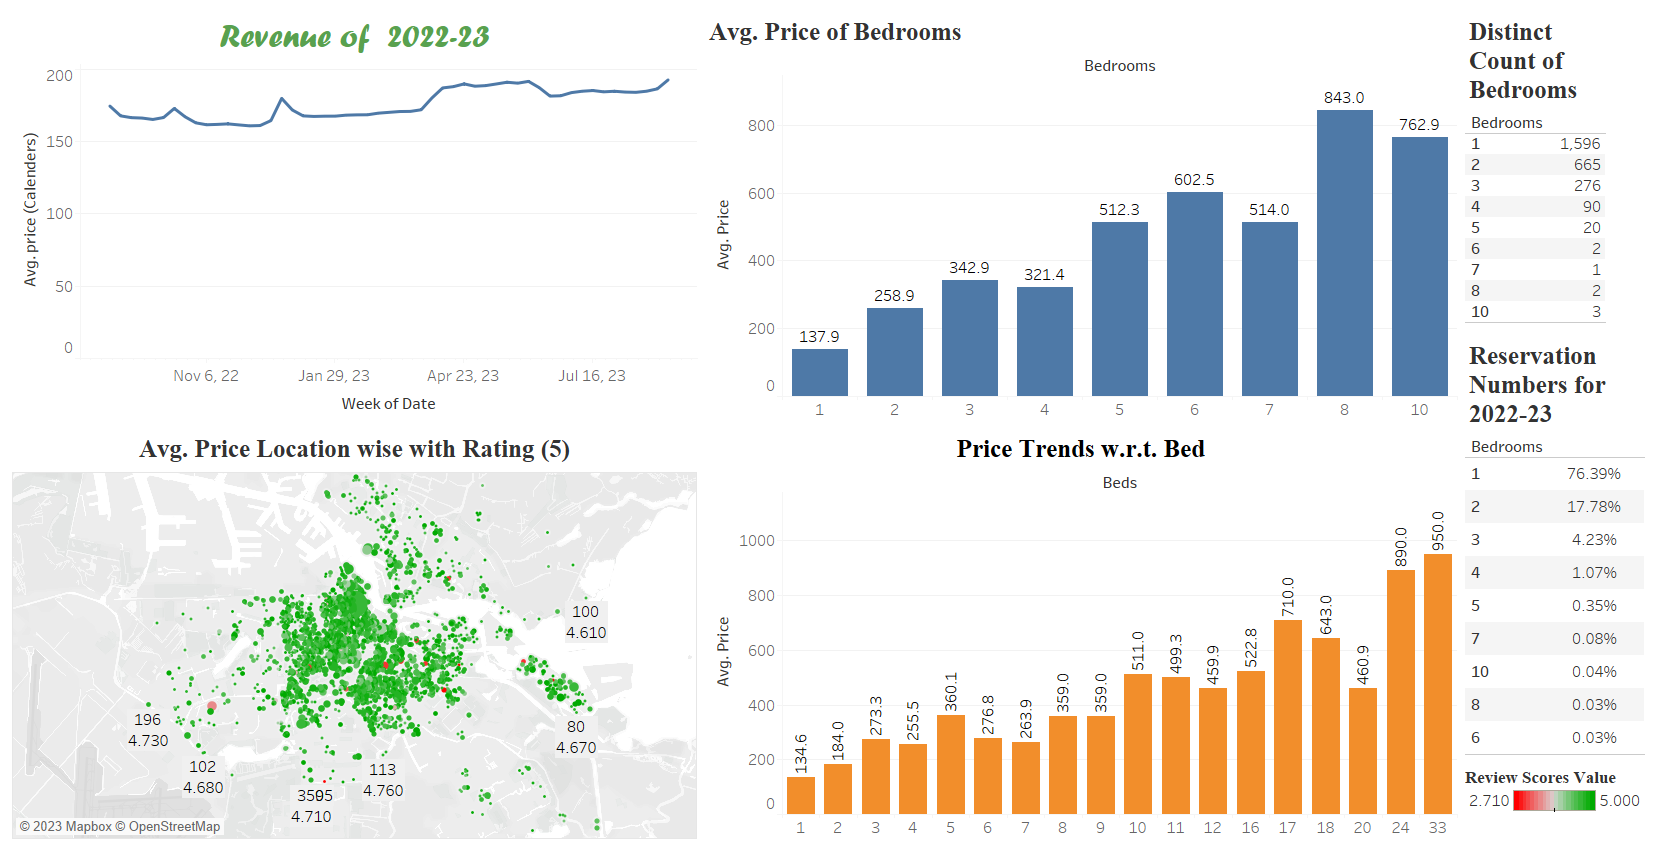 Revenue of 2022-23
200
150
100
50
0
Avg. price (Calenders)
Nov 6, 22
Jan 29, 23
Apr 23, 23
Jul 16, 23
Week of Date
Avg. Price of Bedrooms
Bedrooms
800
600
400
200
0
Avg. Price
137.9
258.9
342.9
321.4
512.3
602.5
514.0
843.0
762.9
1 2 3 4 5 6 7 8 10
Distinct
Count of
Bedrooms
Bedrooms
1 1,596
2 665
3 276
4 90
5 20
6 2
7 1
8 2
10 3
Avg. Price Location wise with Rating (5)
100
4.610
196
4.730
80
4.670
102
4.680
113
4.760
4.710
© 2023 Mapbox © OpenStreetMap
Price Trends w.r.t. Bed
Beds
1000
800
600
400
200
0
Avg. Price
134.6
184.0
273.3
255.5
360.1
276.8
263.9
359.0
359.0
511.0
499.3
459.9
522.8
710.0
643.0
460.9
890.0
950.0
1 2 3 4 5 6 7 8 9 10 11 12 16 17 18 20 24 33
Reservation
Numbers for
2022-23
Bedrooms
1 76.39%
2 17.78%
3 4.23%
4 1.07%
5 0.35%
7 0.08%
10 0.04%
8 0.03%
6 0.03%
Review Scores Value
2.710 5.000